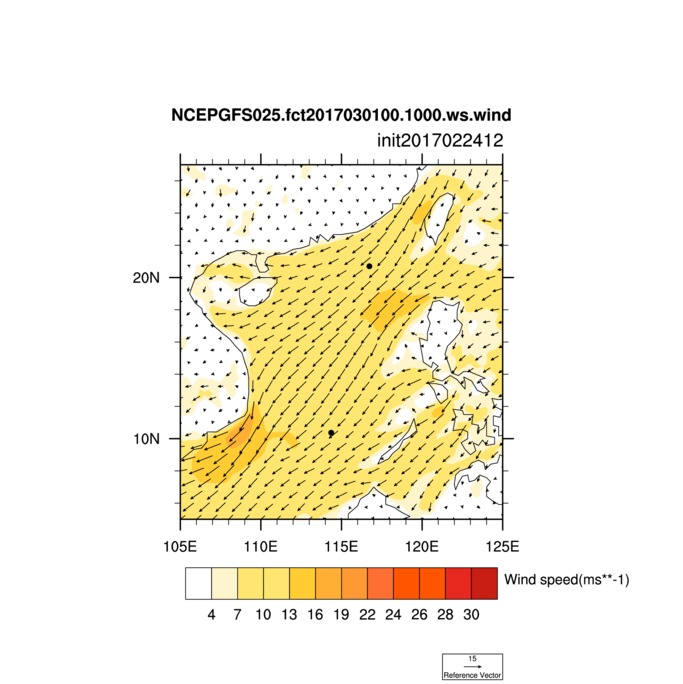 NCEPGFS025.fct2017030100.1000.ws.wind
init2017022412
20N
10N
105E 110E 115E 120E 125E
Wind speed(ms**-1)
4 7 10 13 16 19 22 24 26 28 30
15
Reference Vector